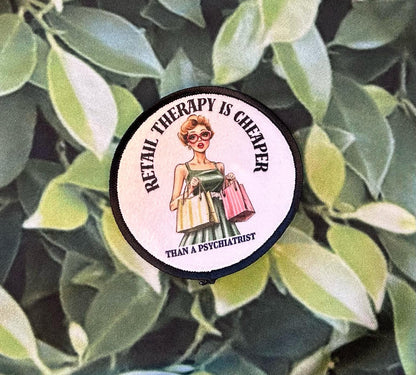 RETAIL THERAPY IS CHEAPER
THAN A PSYCHIATRIST